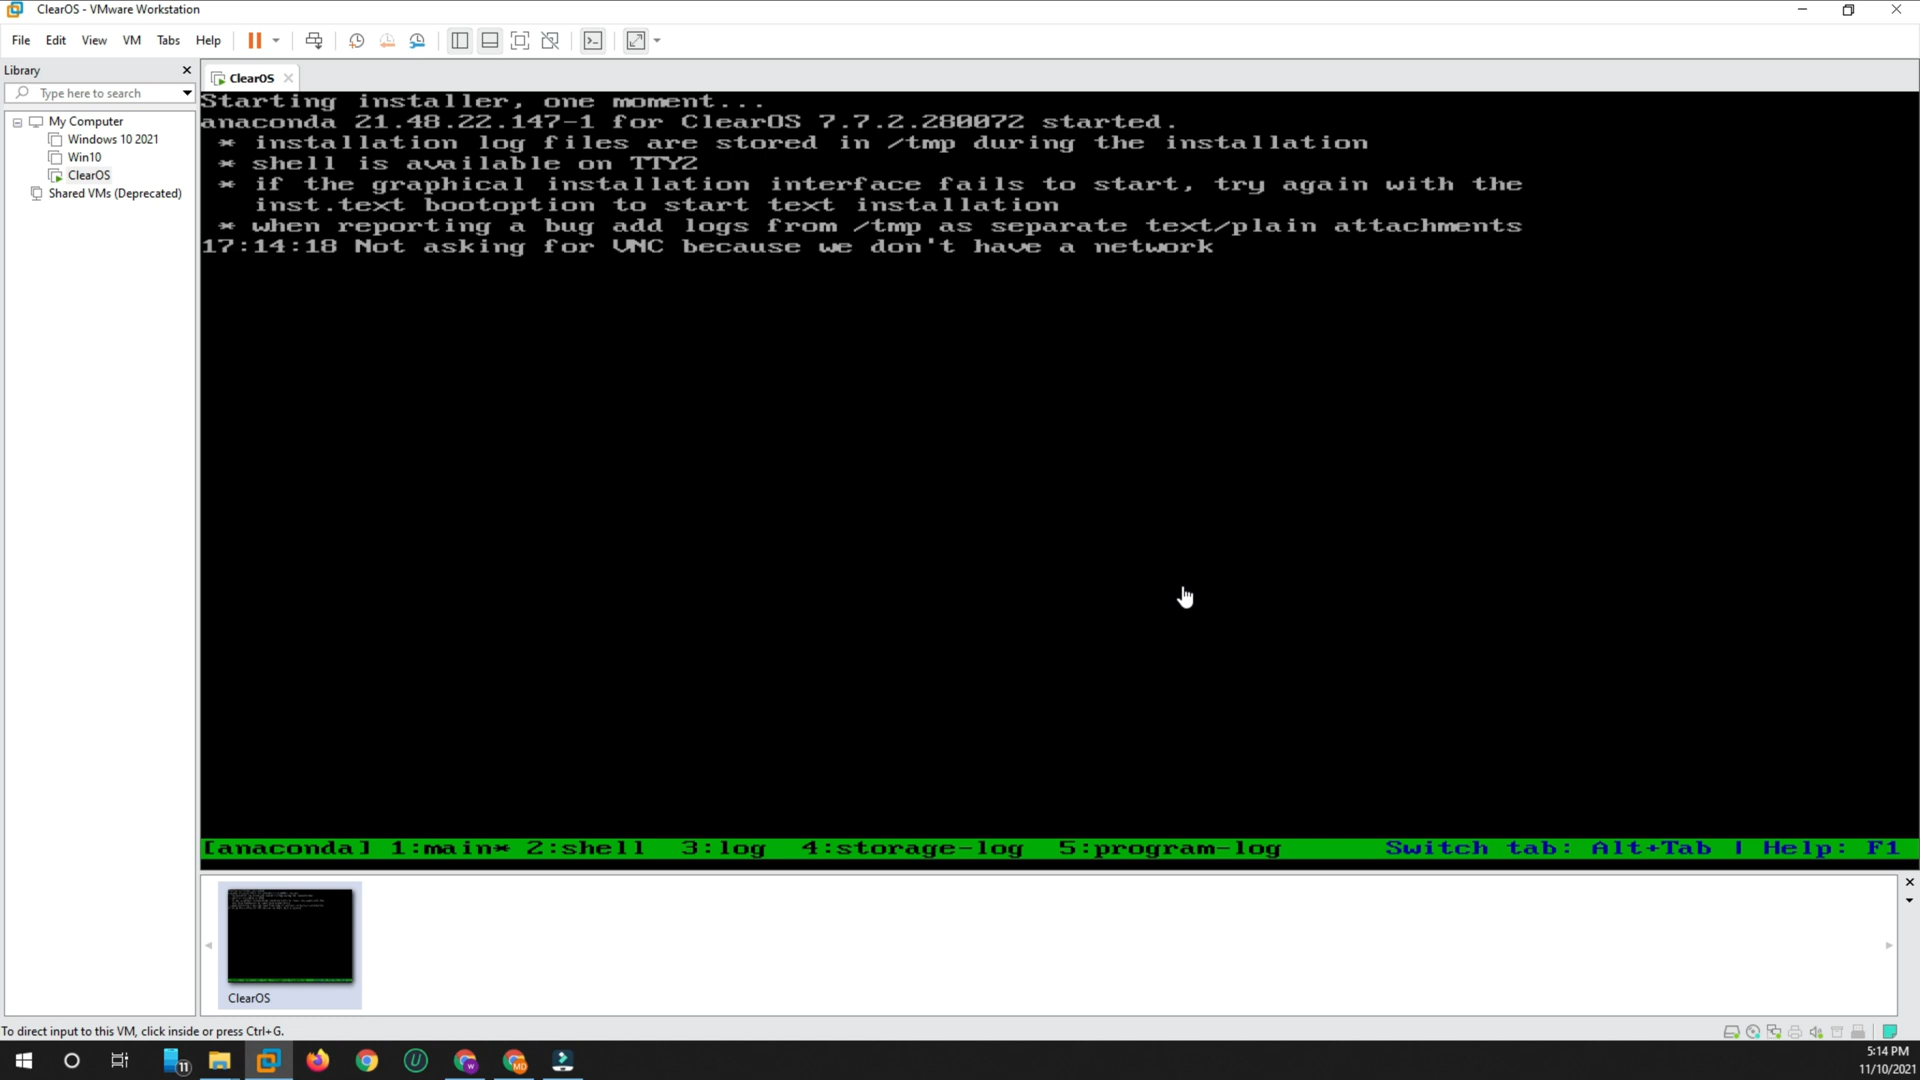 ClearOS - VMware Workstation
File Edit View VM Tabs Help
Library
Type here to search
My Computer
Windows 10 2021
Win10
ClearOS
Shared VMs (Deprecated)
ClearOS
Starting installer, one moment...
anaconda 21.48.22.147-1 for ClearOS 7.7.2.280072 started.
* installation log files are stored in /tmp during the installation
* shell is available on TTY2
* if the graphical installation interface fails to start, try again with the
inst.text bootoption to start text installation
* when reporting a bug add logs from /tmp as separate text/plain attachments
17:14:18 Not asking for VNC because we don't have a network
[anaconda] 1:main* 2:shell 3:log 4:storage-log 5:program-log Switch tab: Alt+Tab | Help: F1
ClearOS
To direct input to this VM, click inside or press Ctrl+G.
11
W
MD
5:14 PM
11/10/2021